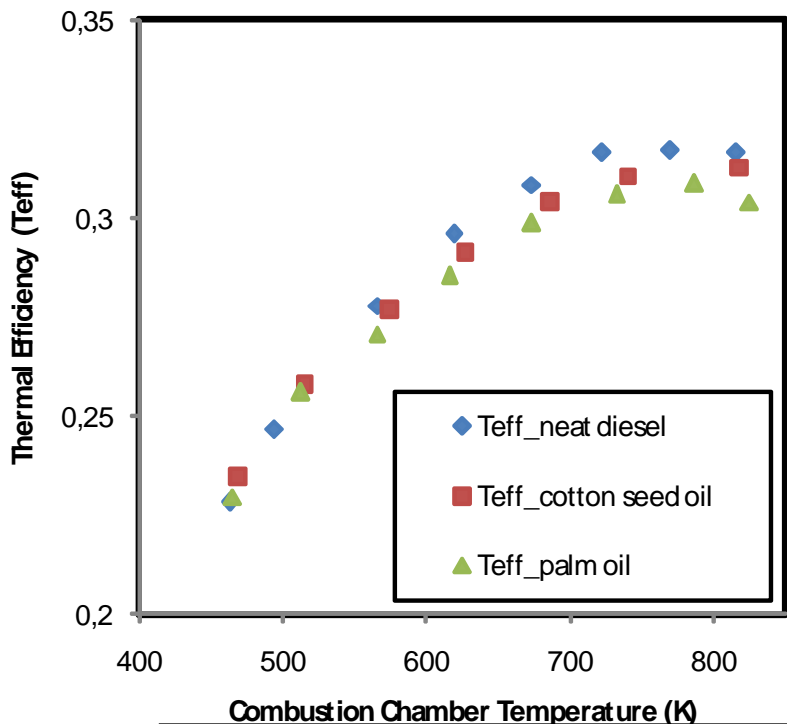 0,35
0,3
0,25
0,2
Thermal Efficiency (Teff)
Teff_neat diesel
Teff_cotton seed oil
Teff_palm oil
400 500 600 700 800
Combustion Chamber Temperature (K)